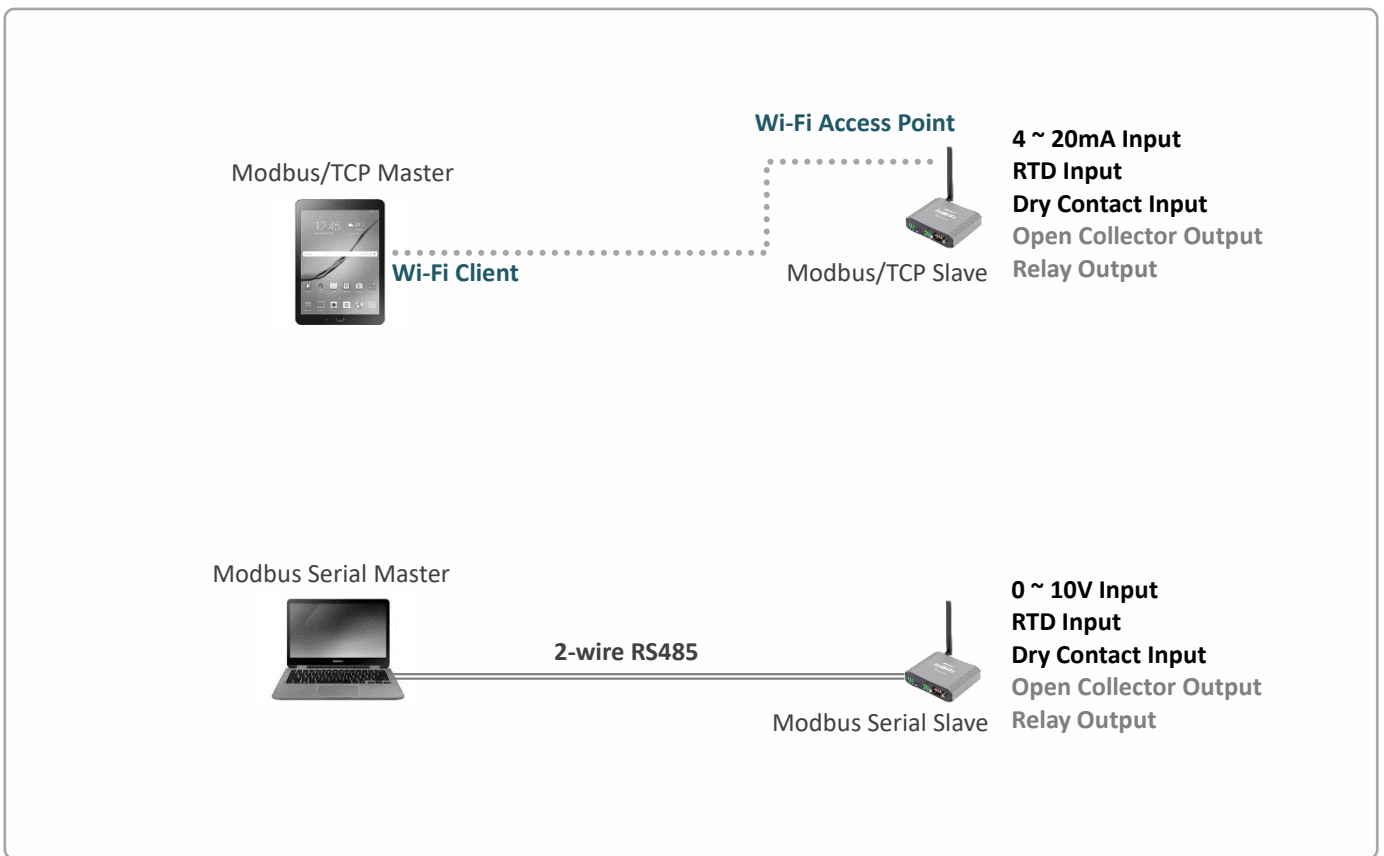 Wi-Fi Access Point
4 ~ 20mA Input
Modbus/TCP Master
RTD Input
Dry Contact Input
12:45
Open Collector Output
Wi-Fi Client
Modbus/TCP Slave
Relay Output
Modbus Serial Master
0 ~ 10V Input
RTD Input
2-wire RS485
Dry Contact Input
Open Collector Output
Modbus Serial Slave
Relay Output